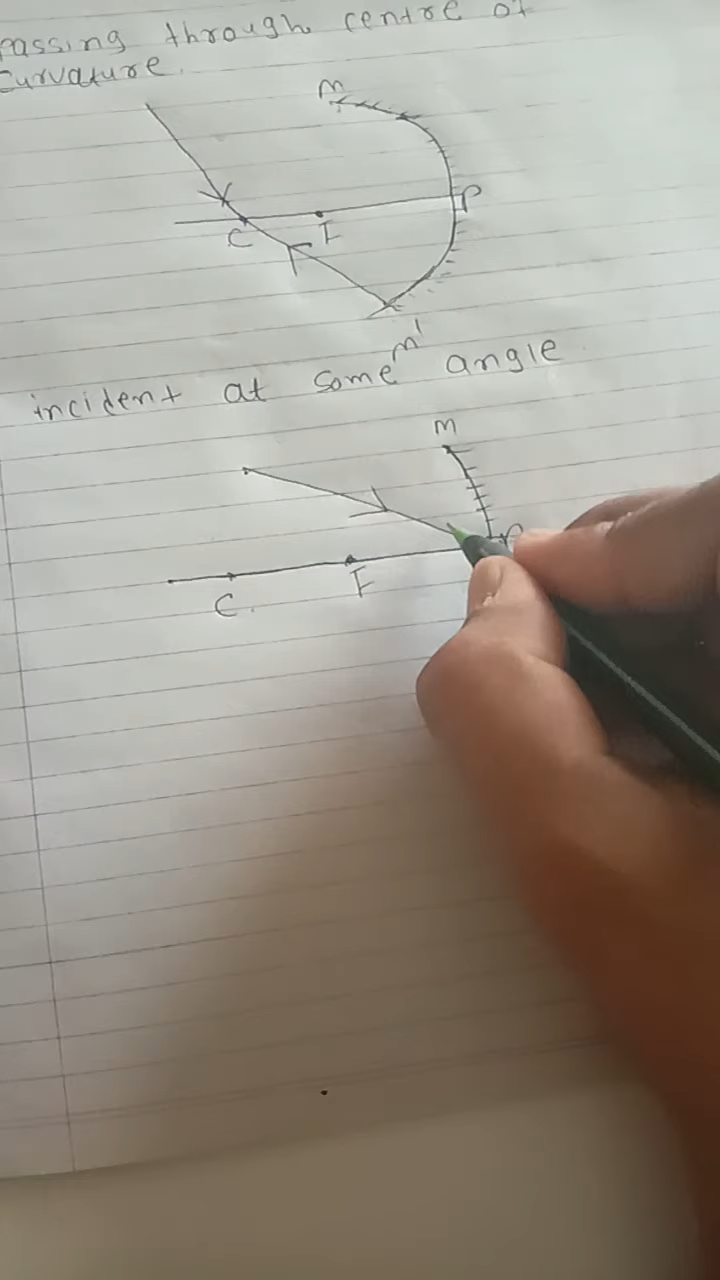 passing through centre of
curvature.
M
P
C
F
M'
incident at some angle
M
P
F
C